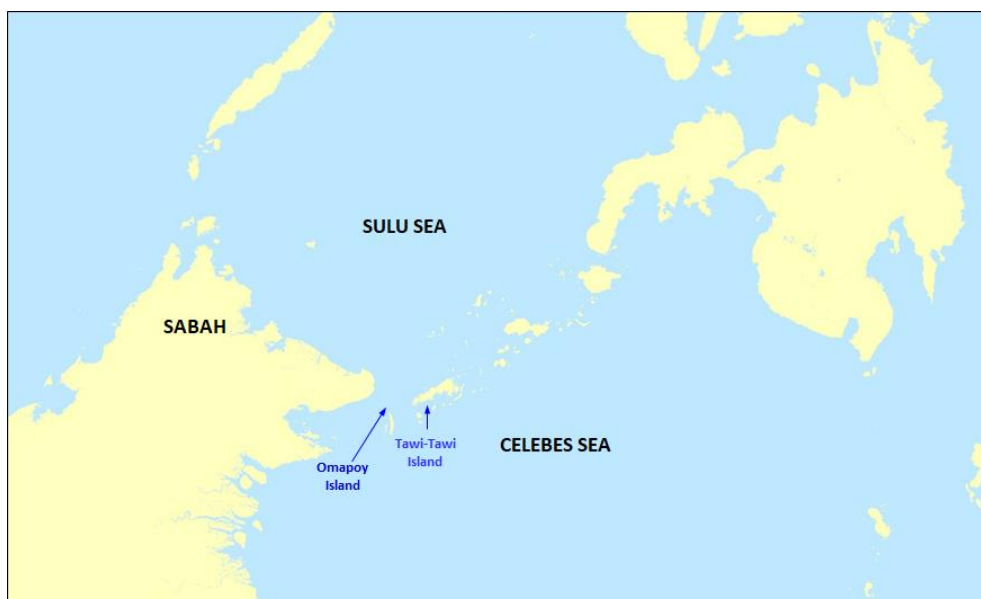 SULU SEA
SABAH
Tawi-Tawi
Island
CELEBES SEA
Omapoy
Island